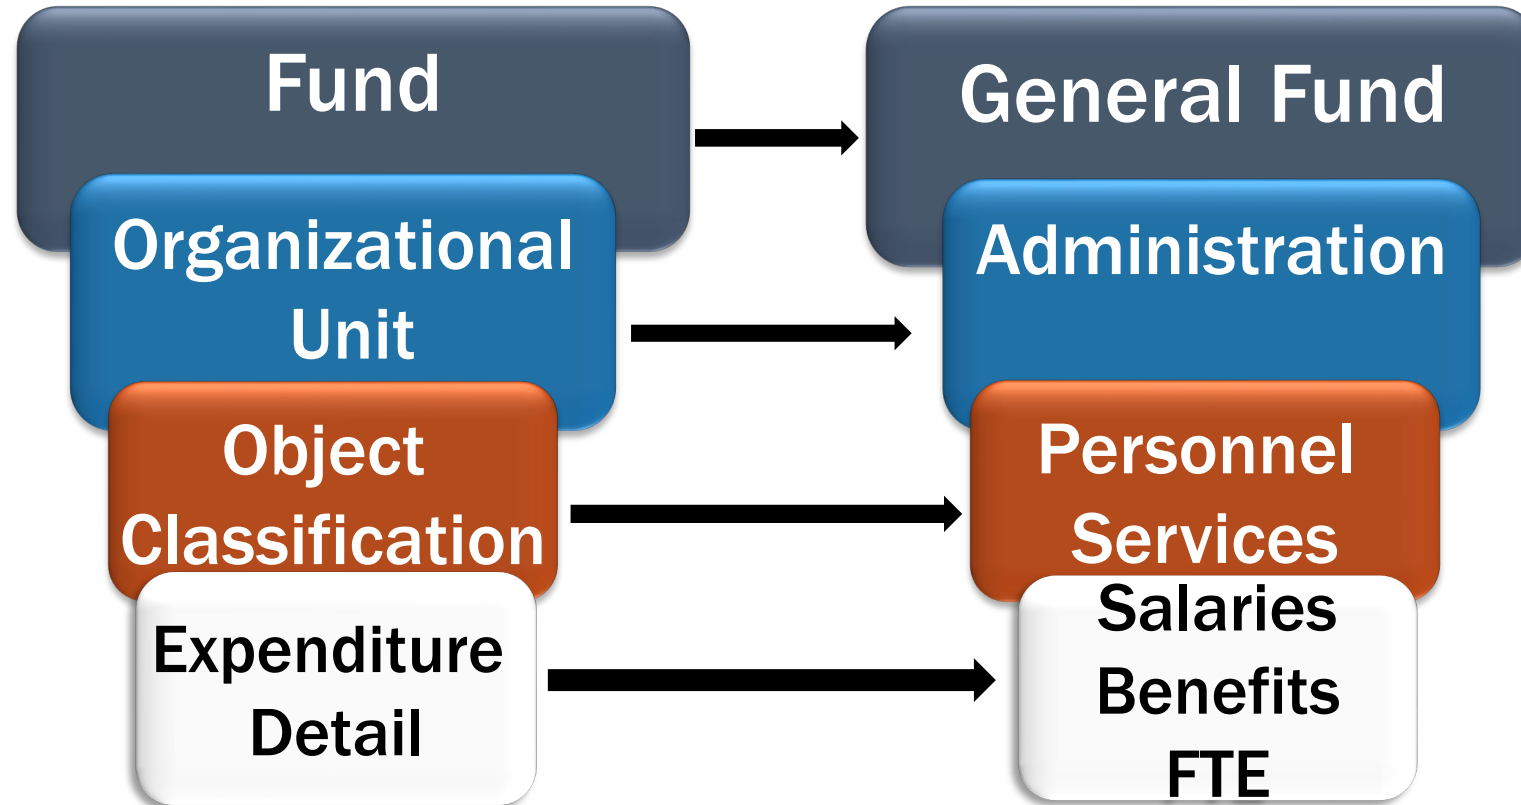 Fund
Organizational
Unit
Object
Classification
Expenditure
Detail
General Fund
Administration
Personnel
Services
Salaries
Benefits
FTE